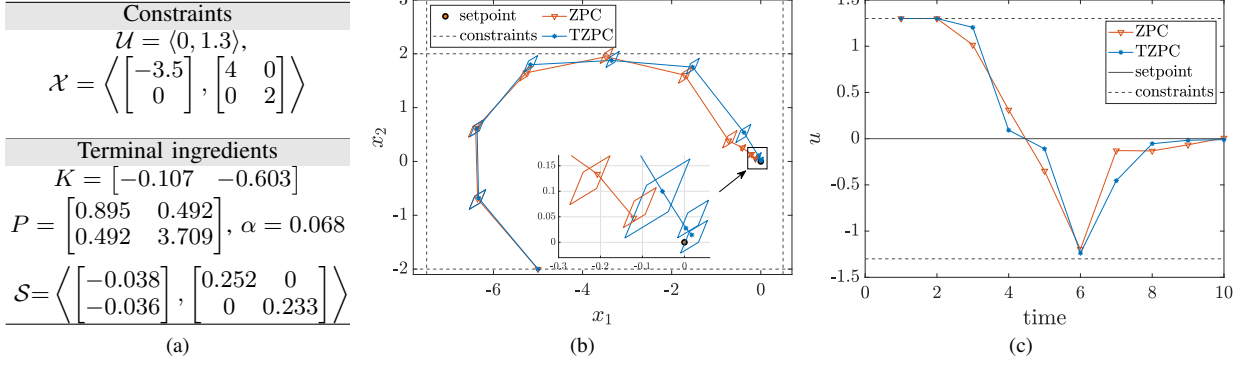 Constraints
𝒰 = ⟨0, 1.3⟩,
𝒳 = ⟨[−3.5 0], [4 0 0 2]⟩
Terminal ingredients
K = [−0.107 −0.603]
P = [0.895 0.492 0.492 3.709], α = 0.068
𝒮= ⟨[−0.038 −0.036], [0.252 0 0 0.233]⟩
(a)
setpoint
ZPC
constraints
TZPC
3
2
1
0
-1
-2
x₂
-6
-4
-2
0
x₁
0.15
0.1
0.05
0
-0.3
-0.2
-0.1
0
(b)
ZPC
TZPC
setpoint
constraints
1.5
1
0.5
0
-0.5
-1
-1.5
u
0
2
4
6
8
10
time
(c)